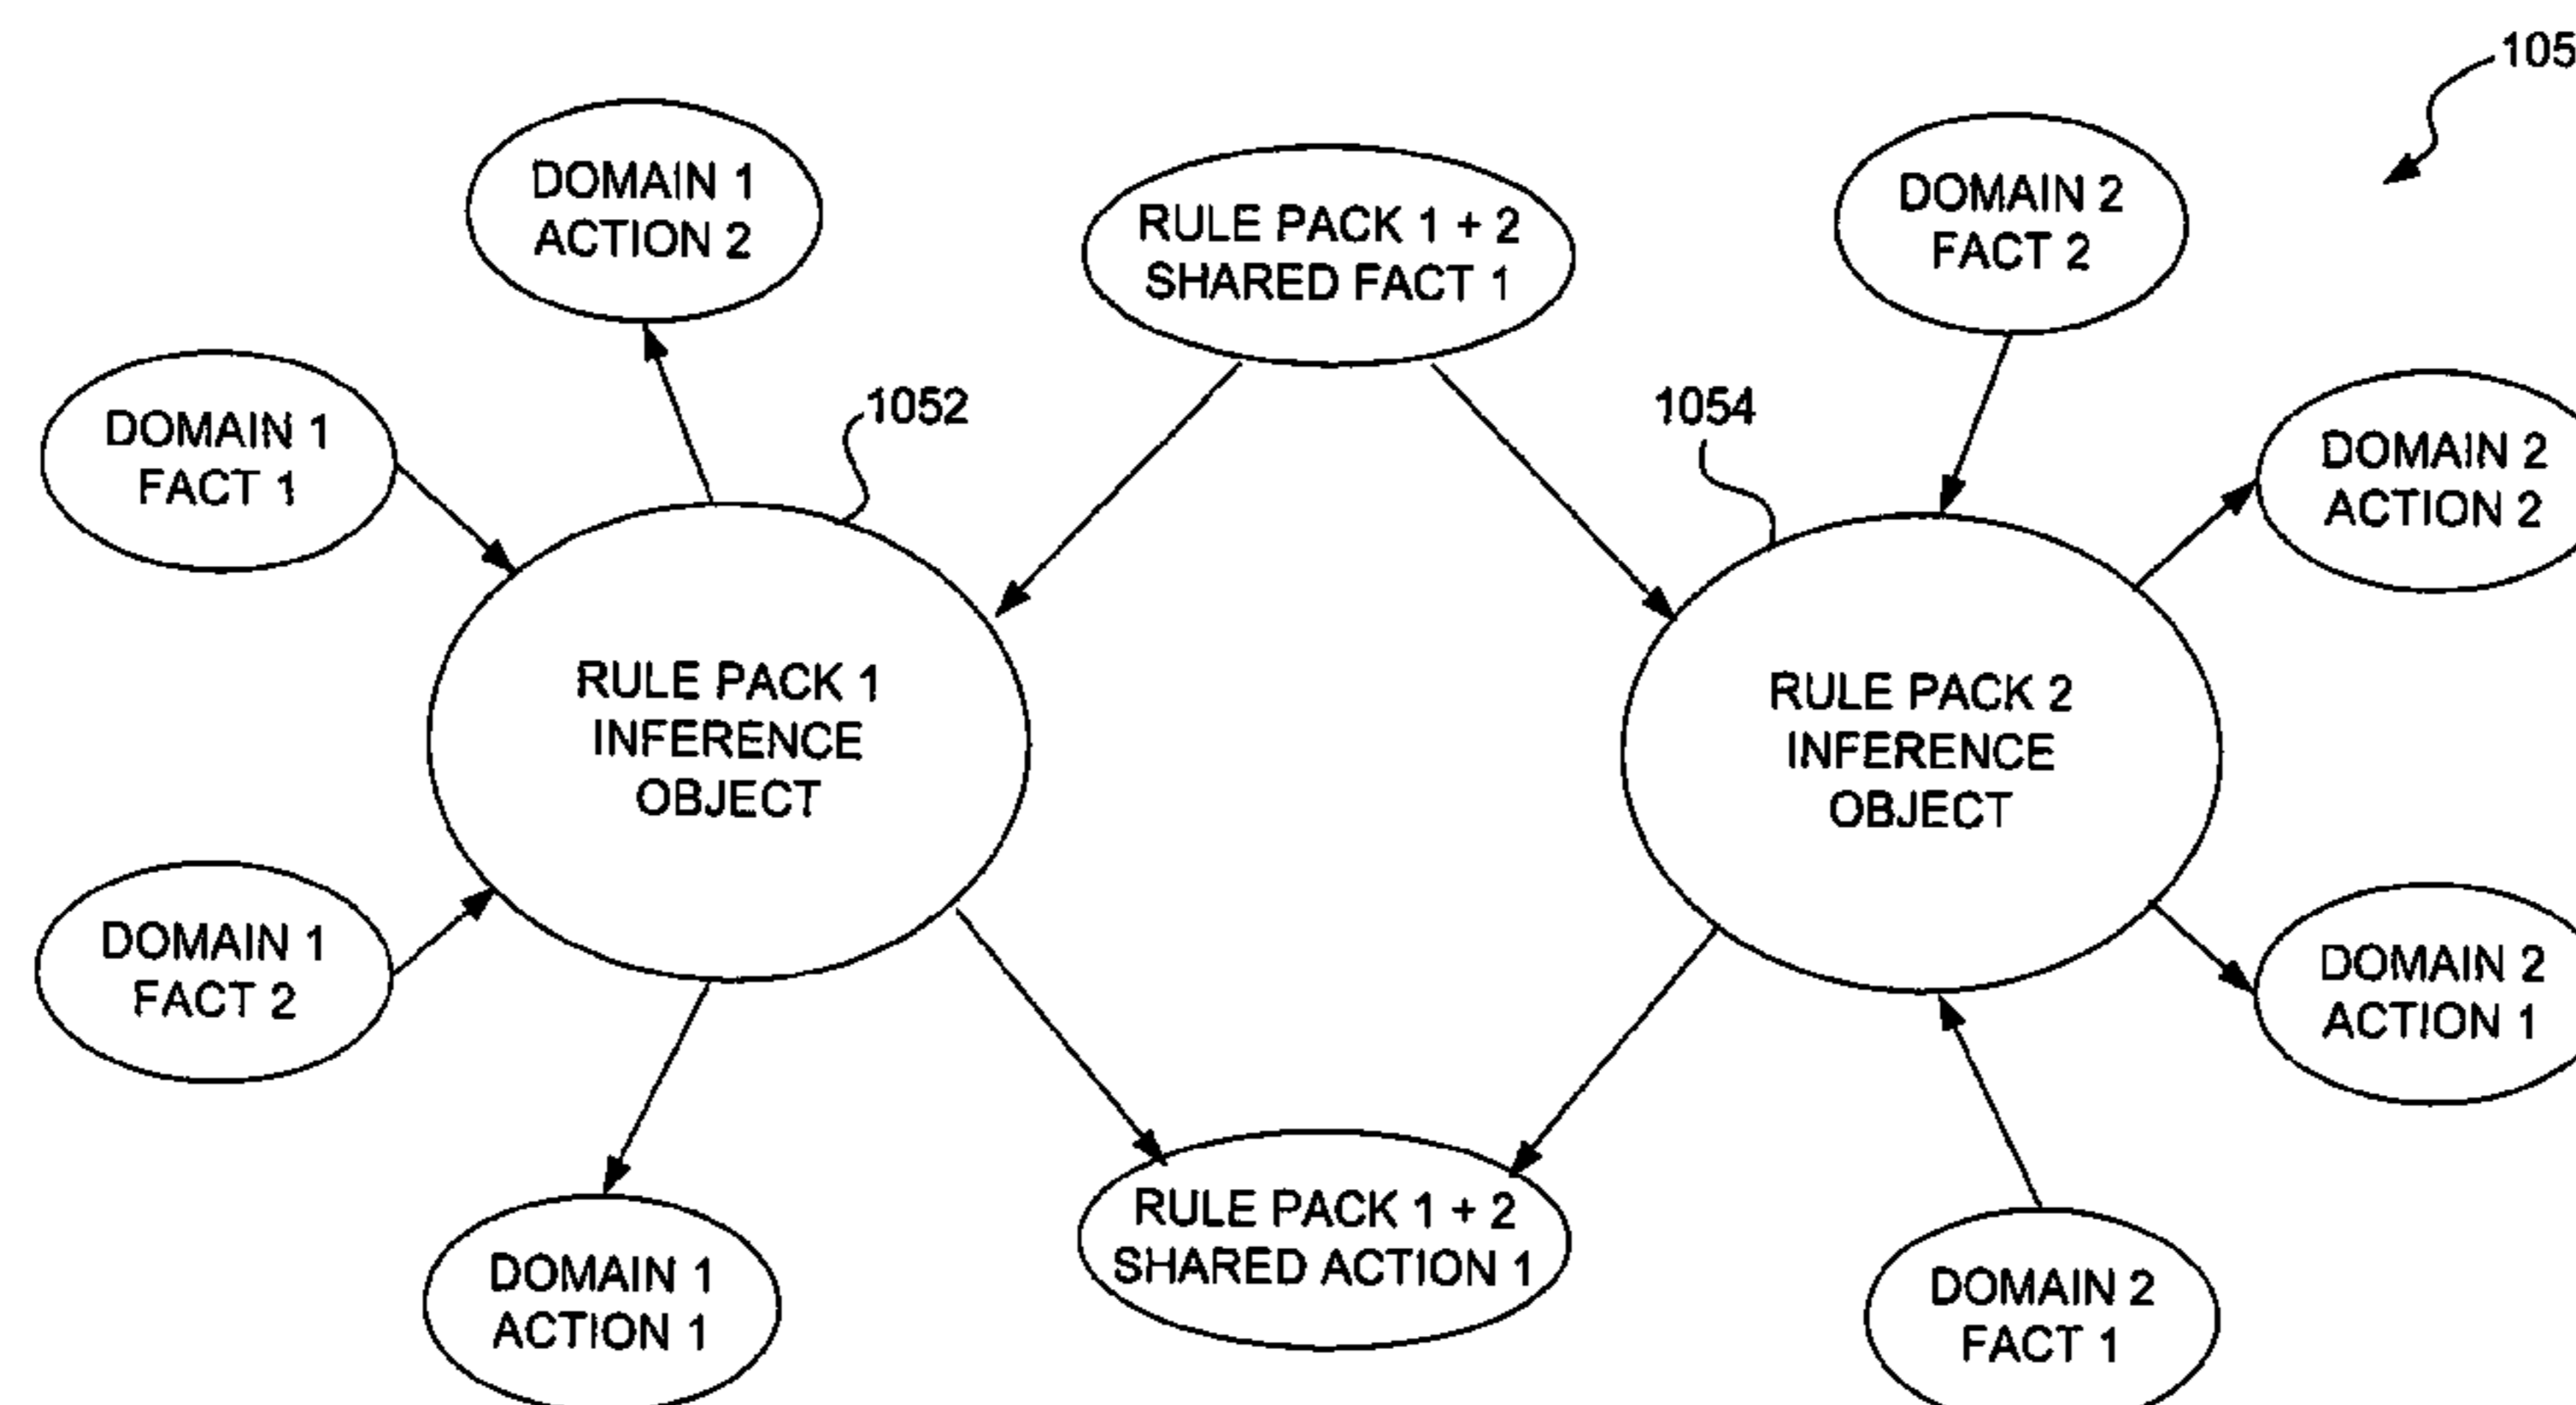 105
DOMAIN 1
ACTION 2
RULE PACK 1 + 2
SHARED FACT 1
DOMAIN 2
FACT 2
DOMAIN 1
FACT 1
1052
1054
DOMAIN 2
ACTION 2
RULE PACK 1
INFERENCE
OBJECT
RULE PACK 2
INFERENCE
OBJECT
DOMAIN 1
FACT 2
DOMAIN 2
ACTION 1
RULE PACK 1 + 2
SHARED ACTION 1
DOMAIN 1
ACTION 1
DOMAIN 2
FACT 1